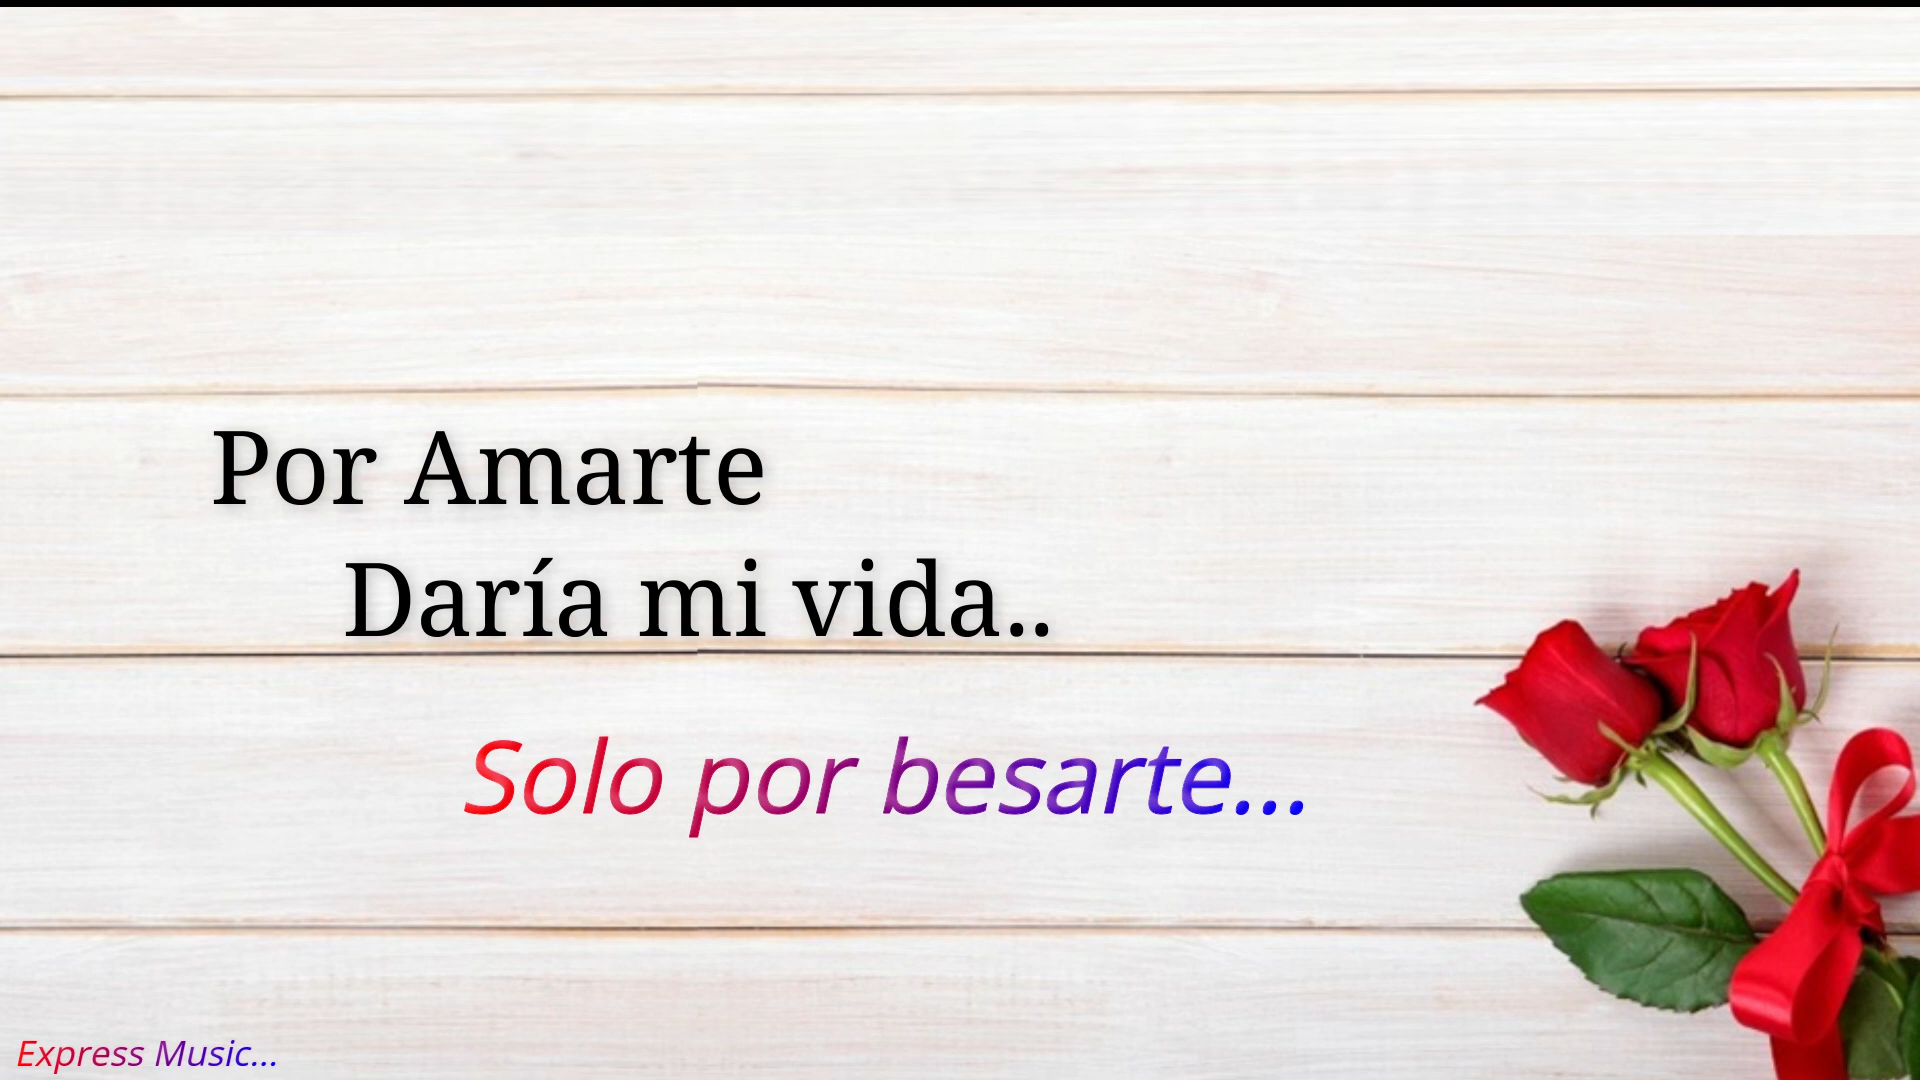 Por Amarte
Daría mi vida..
Solo por besarte...
Express Music...